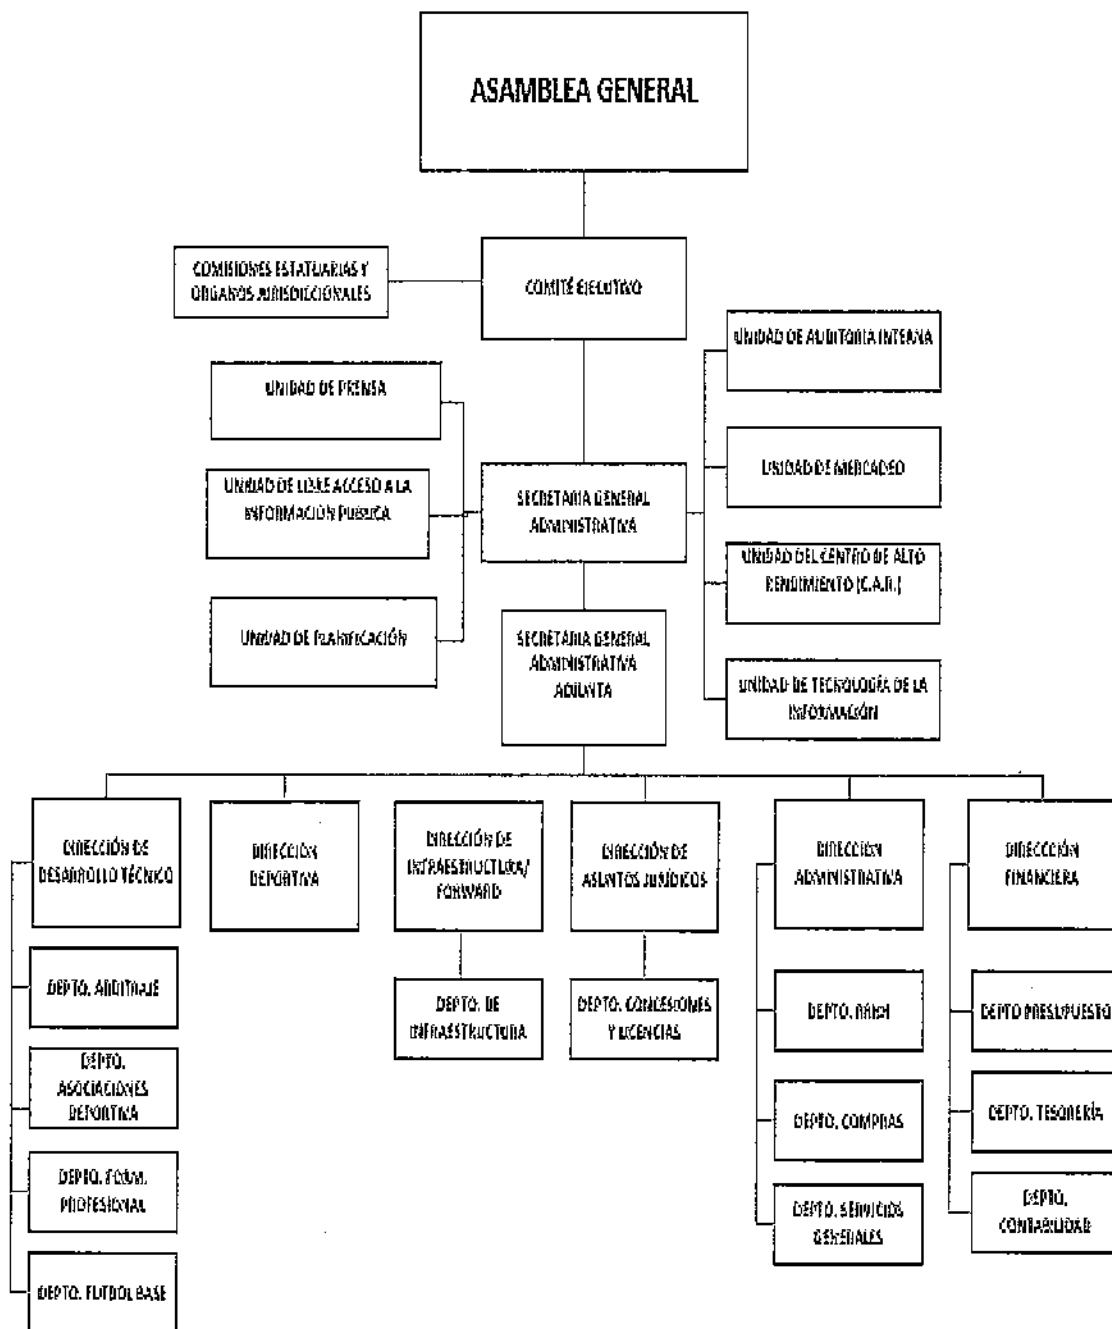 ASAMBLEA GENERAL
COMISIONES ESTATUARIAS Y
ÓRGANOS JURISDICCIONALES
COMITÉ EJECUTIVO
UNIDAD DE AUDITORIA INTERNA
UNIDAD DE PRENSA
UNIDAD DE MERCADEO
UNIDAD DE LIBRE ACCESO A LA
INFORMACIÓN PUBLICA
SECRETARIA GENERAL
ADMINISTRATIVA
UNIDAD DEL CENTRO DE ALTO
RENDIMIENTO (C.A.R.)
UNIDAD DE PLANIFICACIÓN
SECRETARIA GENERAL
ADMINISTRATIVA
ADJUNTA
UNIDAD DE TECNOLOGÍA DE LA
INFORMACIÓN
DIRECCIÓN DE
DESARROLLO TÉCNICO
DIRECCIÓN
DEPORTIVA
DIRECCIÓN DE
INFRAESTRUCTURA/
FORWARD
DIRECCIÓN DE
ASUNTOS JURÍDICOS
DIRECCIÓN
ADMINISTRATIVA
DIRECCCIÓN
FINANCIERA
DEPTO. ARBITRAJE
DEPTO.
ASOCIACIONES
DEPORTIVA
DEPTO. FORM.
PROFESIONAL
DEPTO. FUTBOL BASE
DEPTO. DE
INFRAESTRUCTURA
DEPTO. CONCESIONES
Y LICENCIAS
DEPTO. RRHH
DEPTO. COMPRAS
DEPTO. SERVICIOS
GENERALES
DEPTO PRESUPUESTO
DEPTO. TESORERÍA
DEPTO.
CONTABILIDAD